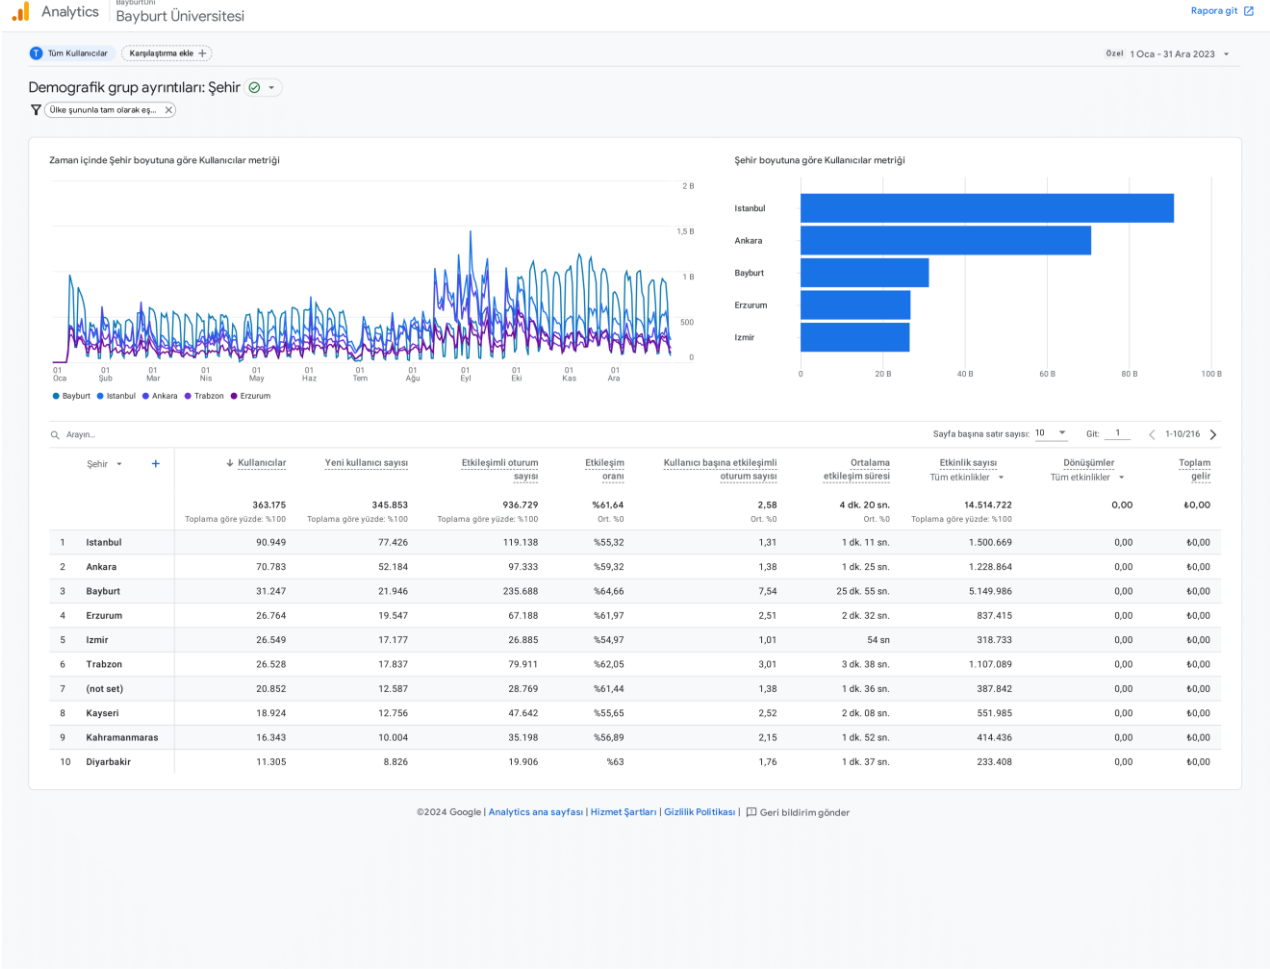 BayburtUni
Analytics Bayburt Üniversitesi
Rapora git
T Tüm Kullanıcılar Karşılaştırma ekle +
Özel 1 Oca - 31 Ara 2023
Demografik grup ayrıntıları: Şehir
Ülke şununla tam olarak eş...
Zaman içinde Şehir boyutuna göre Kullanıcılar metriği
2 B
1,5 B
1 B
500
0
01 01 01 01 01 01 01 01 01 01 01 01
Oca Şub Mar Nis May Haz Tem Ağu Eyl Eki Kas Ara
Bayburt Istanbul Ankara Trabzon Erzurum
Şehir boyutuna göre Kullanıcılar metriği
Istanbul
Ankara
Bayburt
Erzurum
Izmir
0 20 B 40 B 60 B 80 B 100 B
Arayın...
Sayfa başına satır sayısı: 10 Git: 1 1-10/216
Şehir + Kullanıcılar Yeni kullanıcı sayısı Etkileşimli oturum Etkileşim Kullanıcı başına etkileşimli Ortalama Etkinlik sayısı Dönüşümler Toplam
sayısı oranı oturum sayısı etkileşim süresi Tüm etkinlikler Tüm etkinlikler gelir
363.175 345.853 936.729 %61,64 2,58 4 dk. 20 sn. 14.514.722 0,00 ₺0,00
Toplama göre yüzde: %100 Toplama göre yüzde: %100 Toplama göre yüzde: %100 Ort. %0 Ort. %0 Ort. %0 Toplama göre yüzde: %100
1 Istanbul 90.949 77.426 119.138 %55,32 1,31 1 dk. 11 sn. 1.500.669 0,00 ₺0,00
2 Ankara 70.783 52.184 97.333 %59,32 1,38 1 dk. 25 sn. 1.228.864 0,00 ₺0,00
3 Bayburt 31.247 21.946 235.688 %64,66 7,54 25 dk. 55 sn. 5.149.986 0,00 ₺0,00
4 Erzurum 26.764 19.547 67.188 %61,97 2,51 2 dk. 32 sn. 837.415 0,00 ₺0,00
5 Izmir 26.549 17.177 26.885 %54,97 1,01 54 sn 318.733 0,00 ₺0,00
6 Trabzon 26.528 17.837 79.911 %62,05 3,01 3 dk. 38 sn. 1.107.089 0,00 ₺0,00
7 (not set) 20.852 12.587 28.769 %61,44 1,38 1 dk. 36 sn. 387.842 0,00 ₺0,00
8 Kayseri 18.924 12.756 47.642 %55,65 2,52 2 dk. 08 sn. 551.985 0,00 ₺0,00
9 Kahramanmaras 16.343 10.004 35.198 %56,89 2,15 1 dk. 52 sn. 414.436 0,00 ₺0,00
10 Diyarbakir 11.305 8.826 19.906 %63 1,76 1 dk. 37 sn. 233.408 0,00 ₺0,00
©2024 Google | Analytics ana sayfası | Hizmet Şartları | Gizlilik Politikası | Geri bildirim gönder